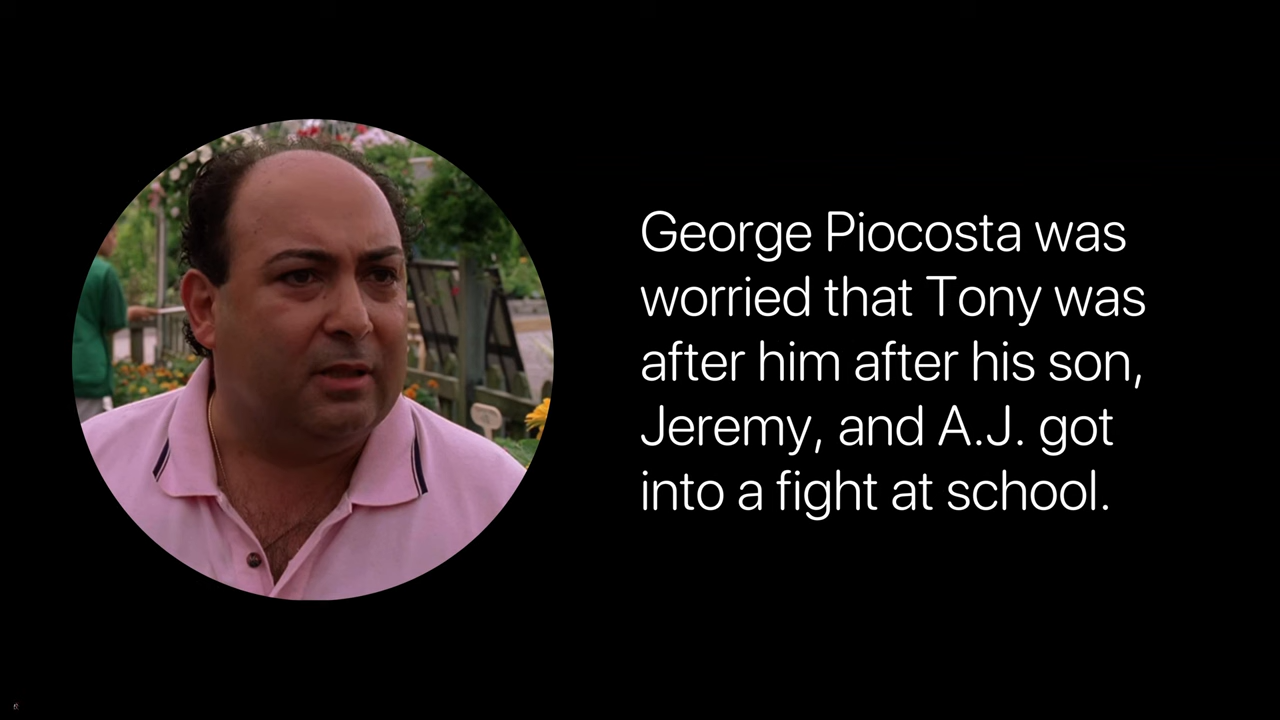 George Piocosta was
worried that Tony was
after him after his son,
Jeremy, and A.J. got
into a fight at school.